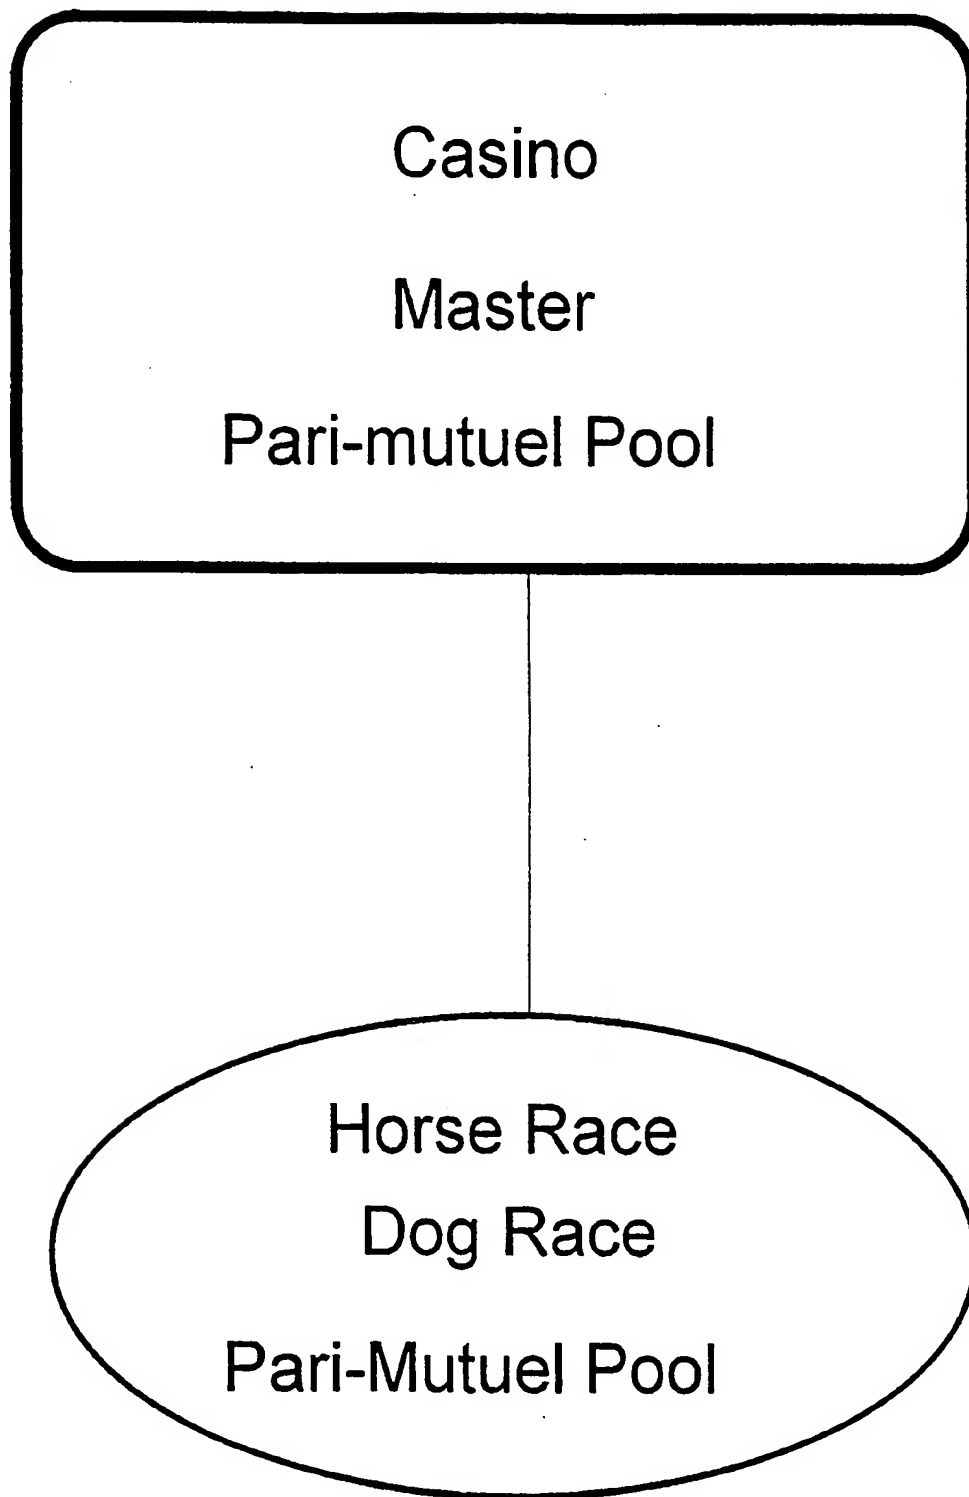 Casino
Master
Pari-mutuel Pool
Horse Race
Dog Race
Pari-Mutuel Pool